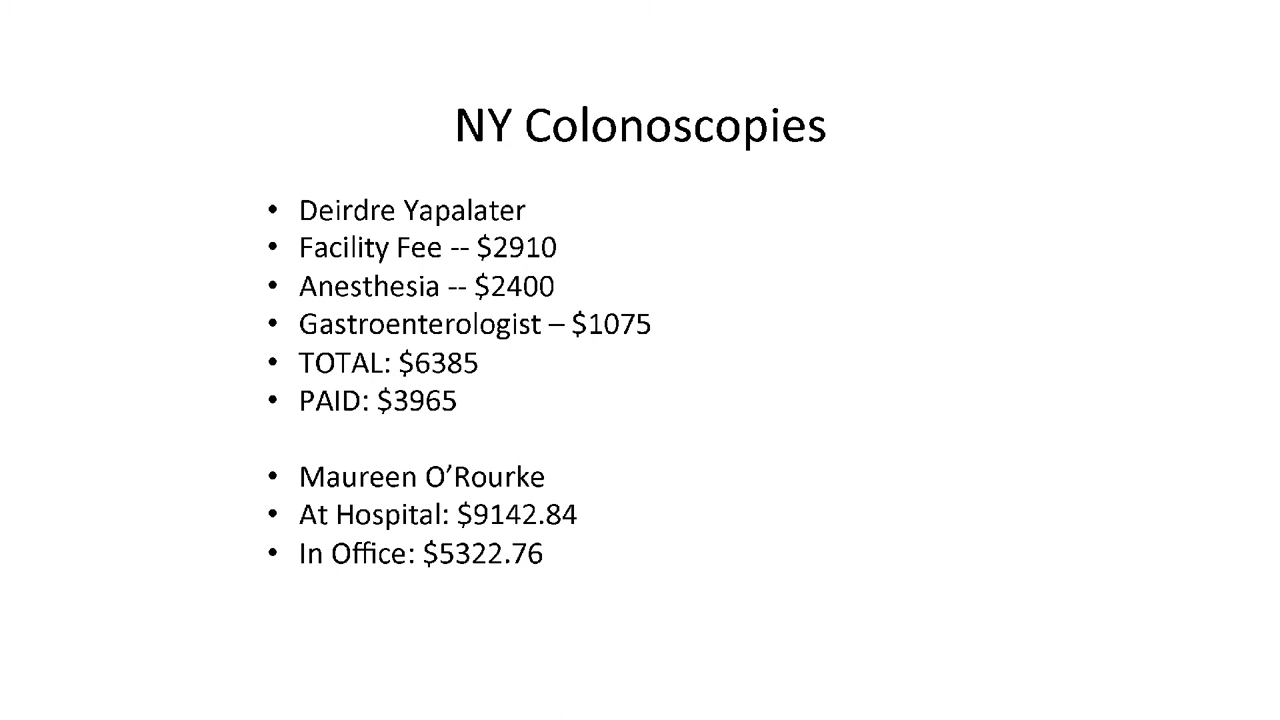 NY Colonoscopies
• Deirdre Yapalater
• Facility Fee -- $2910
• Anesthesia -- $2400
• Gastroenterologist – $1075
• TOTAL: $6385
• PAID: $3965
• Maureen O’Rourke
• At Hospital: $9142.84
• In Office: $5322.76